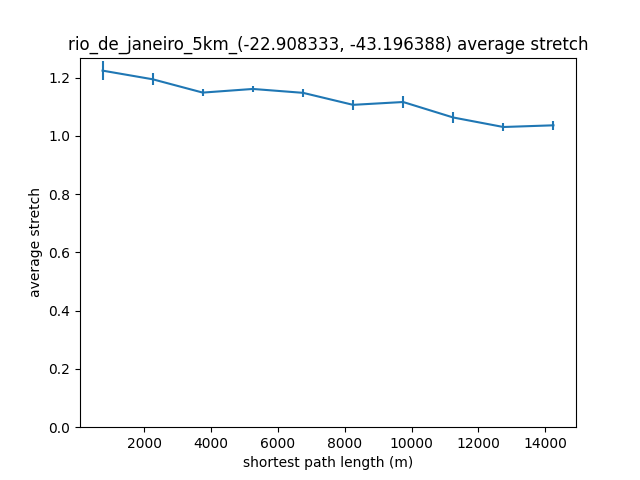 rio_de_janeiro_5km_(-22.908333, -43.196388) average stretch
1.2
1.0
0.8
0.6
0.4
0.2
0.0
average stretch
2000 4000 6000 8000 10000 12000 14000
shortest path length (m)